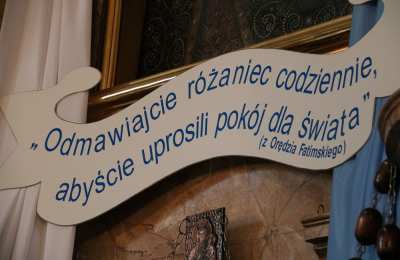 „Odmawiajcie różaniec codziennie,
abyście uprosili pokój dla świata”
(z Orędzia Fatimskiego)